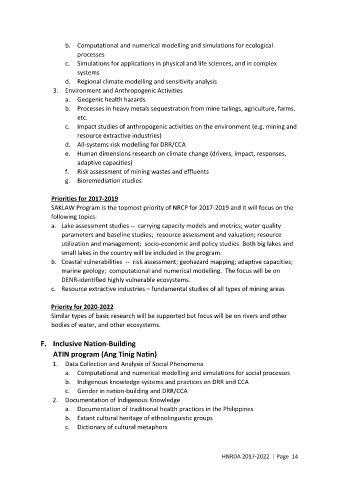 b. Computational and numerical modelling and simulations for ecological
processes
c. Simulations for applications in physical and life sciences, and in complex
systems
d. Regional climate modelling and sensitivity analysis
3. Environment and Anthropogenic Activities
a. Geogenic health hazards
b. Processes in heavy metals sequestration from mine tailings, agriculture, farms,
etc.
c. Impact studies of anthropogenic activities on the environment (e.g. mining and
resource extractive industries)
d. All-systems risk modelling for DRR/CCA
e. Human dimensions research on climate change (drivers, impact, responses,
adaptive capacities)
f. Risk assessment of mining wastes and effluents
g. Bioremediation studies
Priorities for 2017-2019
SAKLAW Program is the topmost priority of NRCP for 2017-2019 and it will focus on the
following topics:
a. Lake assessment studies -- carrying capacity models and metrics; water quality
parameters and baseline studies; resource assessment and valuation; resource
utilization and management; socio-economic and policy studies. Both big lakes and
small lakes in the country will be included in the program.
b. Coastal vulnerabilities -- risk assessment; geohazard mapping; adaptive capacities;
marine geology; computational and numerical modelling. The focus will be on
DENR-identified highly vulnerable ecosystems.
c. Resource extractive industries – fundamental studies of all types of mining areas
Priority for 2020-2022
Similar types of basic research will be supported but focus will be on rivers and other
bodies of water, and other ecosystems.
F. Inclusive Nation-Building
ATIN program (Ang Tinig Natin)
1. Data Collection and Analysis of Social Phenomena
a. Computational and numerical modelling and simulations for social processes
b. Indigenous knowledge systems and practices on DRR and CCA
c. Gender in nation-building and DRR/CCA
2. Documentation of Indigenous Knowledge
a. Documentation of traditional health practices in the Philippines
b. Extant cultural heritage of ethnolinguistic groups
c. Dictionary of cultural metaphors
HNRDA 2017-2022 | Page 14